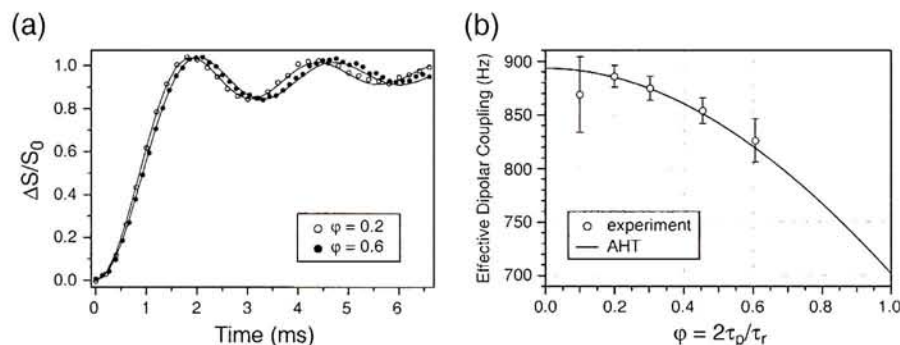 (a)
ΔS/S0
1.0
0.8
0.6
0.4
0.2
0.0
φ = 0.2
φ = 0.6
0 1 2 3 4 5 6
Time (ms)
(b)
Effective Dipolar Coupling (Hz)
900
850
800
750
700
experiment
AHT
0.0 0.2 0.4 0.6 0.8 1.0
φ = 2τp/τr